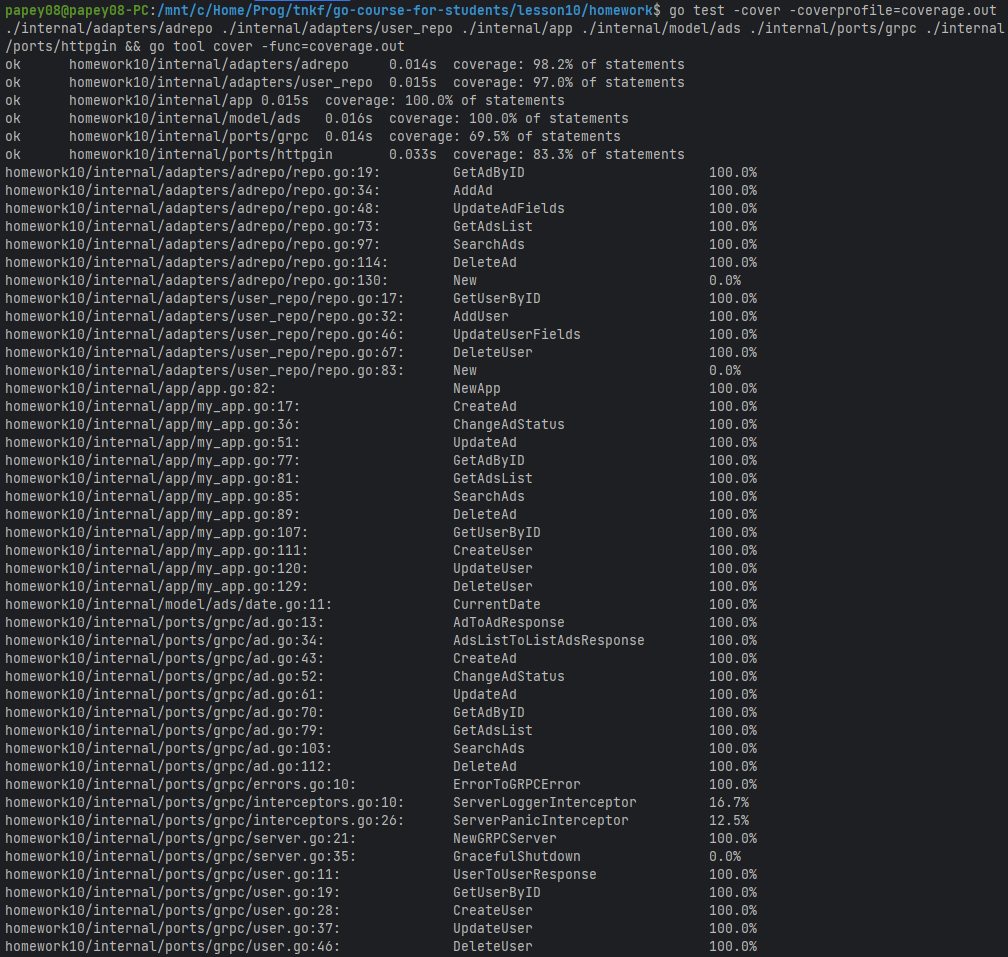 papey08@papey08-PC:/mnt/c/Home/Prog/tnkf/go-course-for-students/lesson10/homework$ go test -cover -coverprofile=coverage.out
./internal/adapters/adrepo ./internal/adapters/user_repo ./internal/app ./internal/model/ads ./internal/ports/grpc ./internal
/ports/httpgin && go tool cover -func=coverage.out
ok      homework10/internal/adapters/adrepo     0.014s  coverage: 98.2% of statements
ok      homework10/internal/adapters/user_repo  0.015s  coverage: 97.0% of statements
ok      homework10/internal/app 0.015s  coverage: 100.0% of statements
ok      homework10/internal/model/ads   0.016s  coverage: 100.0% of statements
ok      homework10/internal/ports/grpc  0.014s  coverage: 69.5% of statements
ok      homework10/internal/ports/httpgin       0.033s  coverage: 83.3% of statements
homework10/internal/adapters/adrepo/repo.go:19:         GetAdByID                       100.0%
homework10/internal/adapters/adrepo/repo.go:34:         AddAd                           100.0%
homework10/internal/adapters/adrepo/repo.go:48:         UpdateAdFields                  100.0%
homework10/internal/adapters/adrepo/repo.go:73:         GetAdsList                      100.0%
homework10/internal/adapters/adrepo/repo.go:97:         SearchAds                       100.0%
homework10/internal/adapters/adrepo/repo.go:114:        DeleteAd                        100.0%
homework10/internal/adapters/adrepo/repo.go:130:        New                             0.0%
homework10/internal/adapters/user_repo/repo.go:17:      GetUserByID                     100.0%
homework10/internal/adapters/user_repo/repo.go:32:      AddUser                         100.0%
homework10/internal/adapters/user_repo/repo.go:46:      UpdateUserFields                100.0%
homework10/internal/adapters/user_repo/repo.go:67:      DeleteUser                      100.0%
homework10/internal/adapters/user_repo/repo.go:83:      New                             0.0%
homework10/internal/app/app.go:82:                      NewApp                          100.0%
homework10/internal/app/my_app.go:17:                   CreateAd                        100.0%
homework10/internal/app/my_app.go:36:                   ChangeAdStatus                  100.0%
homework10/internal/app/my_app.go:51:                   UpdateAd                        100.0%
homework10/internal/app/my_app.go:77:                   GetAdByID                       100.0%
homework10/internal/app/my_app.go:81:                   GetAdsList                      100.0%
homework10/internal/app/my_app.go:85:                   SearchAds                       100.0%
homework10/internal/app/my_app.go:89:                   DeleteAd                        100.0%
homework10/internal/app/my_app.go:107:                  GetUserByID                     100.0%
homework10/internal/app/my_app.go:111:                  CreateUser                      100.0%
homework10/internal/app/my_app.go:120:                  UpdateUser                      100.0%
homework10/internal/app/my_app.go:129:                  DeleteUser                      100.0%
homework10/internal/model/ads/date.go:11:               CurrentDate                     100.0%
homework10/internal/ports/grpc/ad.go:13:                AdToAdResponse                  100.0%
homework10/internal/ports/grpc/ad.go:34:                AdsListToListAdsResponse        100.0%
homework10/internal/ports/grpc/ad.go:43:                CreateAd                        100.0%
homework10/internal/ports/grpc/ad.go:52:                ChangeAdStatus                  100.0%
homework10/internal/ports/grpc/ad.go:61:                UpdateAd                        100.0%
homework10/internal/ports/grpc/ad.go:70:                GetAdByID                       100.0%
homework10/internal/ports/grpc/ad.go:79:                GetAdsList                      100.0%
homework10/internal/ports/grpc/ad.go:103:               SearchAds                       100.0%
homework10/internal/ports/grpc/ad.go:112:               DeleteAd                        100.0%
homework10/internal/ports/grpc/errors.go:10:            ErrorToGRPCError                100.0%
homework10/internal/ports/grpc/interceptors.go:10:      ServerLoggerInterceptor         16.7%
homework10/internal/ports/grpc/interceptors.go:26:      ServerPanicInterceptor          12.5%
homework10/internal/ports/grpc/server.go:21:            NewGRPCServer                   100.0%
homework10/internal/ports/grpc/server.go:35:            GracefulShutdown                0.0%
homework10/internal/ports/grpc/user.go:11:              UserToUserResponse              100.0%
homework10/internal/ports/grpc/user.go:19:              GetUserByID                     100.0%
homework10/internal/ports/grpc/user.go:28:              CreateUser                      100.0%
homework10/internal/ports/grpc/user.go:37:              UpdateUser                      100.0%
homework10/internal/ports/grpc/user.go:46:              DeleteUser                      100.0%